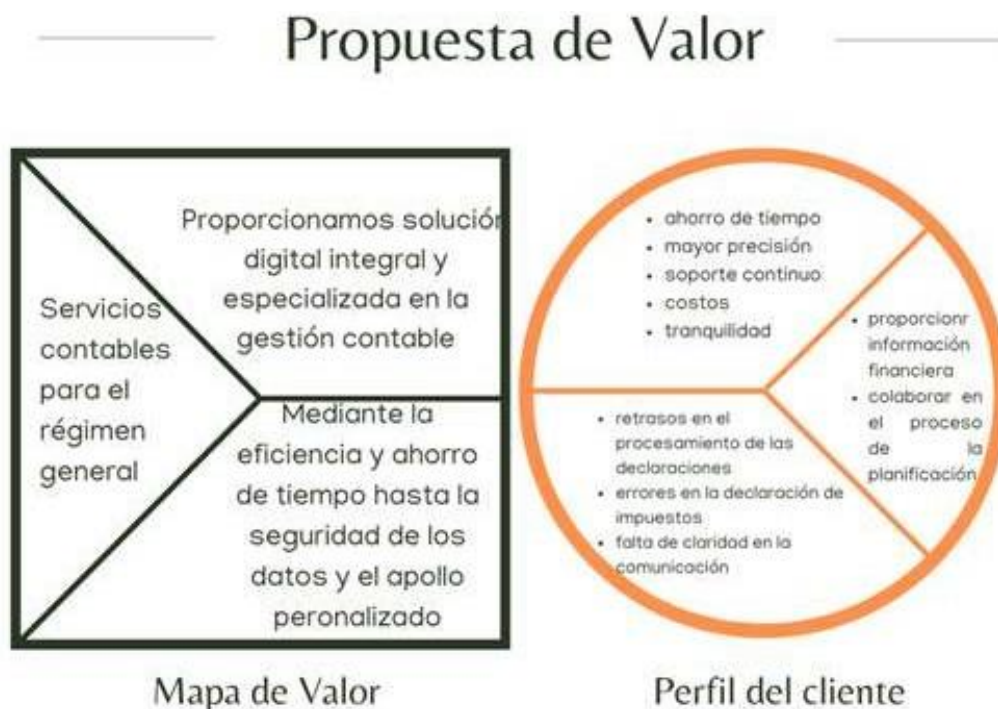 Propuesta de Valor
Servicios
contables
para el
régimen
general
Proporcionamos solución
digital integral y
especializada en la
gestión contable
Mediante la
eficiencia y ahorro
de tiempo hasta la
seguridad de los
datos y el apollo
peronalizado
Mapa de Valor
• ahorro de tiempo
• mayor precisión
• soporte continuo
• costos
• tranquilidad
• proporcionr
información
financiera
• colaborar en
el proceso
de la
planificación
• retrasos en el
procesamiento de las
declaraciones
• errores en la declaración de
impuestos
• falta de claridad en la
comunicación
Perfil del cliente